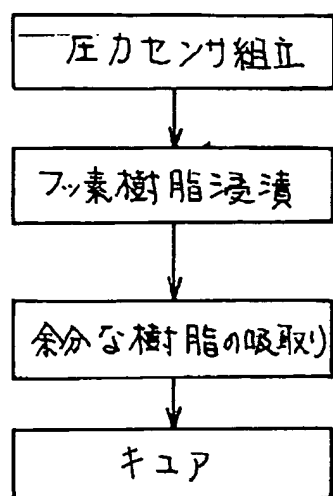 圧力センサ組立
フッ素樹脂浸漬
余分な樹脂の吸取り
キュア